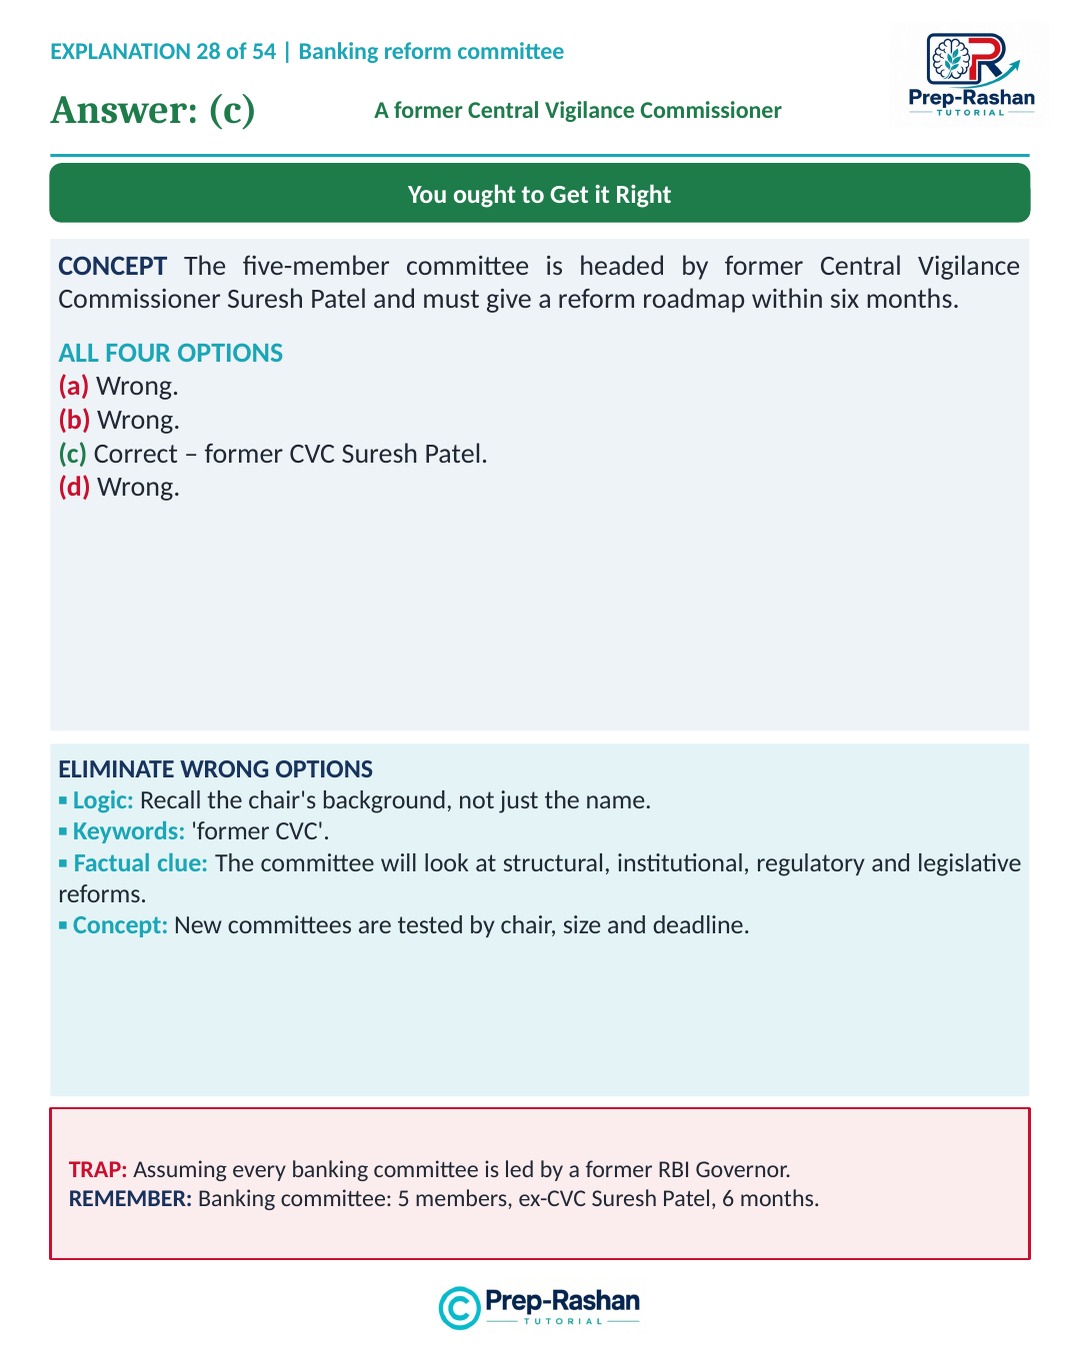 EXPLANATION 28 of 54 | Banking reform committee
Prep-Rashan
TUTORIAL
Answer: (c)
A former Central Vigilance Commissioner
You ought to Get it Right
CONCEPT The five-member committee is headed by former Central Vigilance
Commissioner Suresh Patel and must give a reform roadmap within six months.
ALL FOUR OPTIONS
(a) Wrong.
(b) Wrong.
(c) Correct – former CVC Suresh Patel.
(d) Wrong.
ELIMINATE WRONG OPTIONS
▪ Logic: Recall the chair's background, not just the name.
▪ Keywords: 'former CVC'.
▪ Factual clue: The committee will look at structural, institutional, regulatory and legislative
reforms.
▪ Concept: New committees are tested by chair, size and deadline.
TRAP: Assuming every banking committee is led by a former RBI Governor.
REMEMBER: Banking committee: 5 members, ex-CVC Suresh Patel, 6 months.
© Prep-Rashan
TUTORIAL